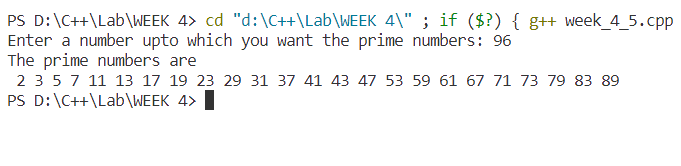 PS D:\C++\Lab\WEEK 4> cd "d:\C++\Lab\WEEK 4\" ; if ($?) { g++ week_4_5.cpp
Enter a number upto which you want the prime numbers: 96
The prime numbers are
2 3 5 7 11 13 17 19 23 29 31 37 41 43 47 53 59 61 67 71 73 79 83 89
PS D:\C++\Lab\WEEK 4>